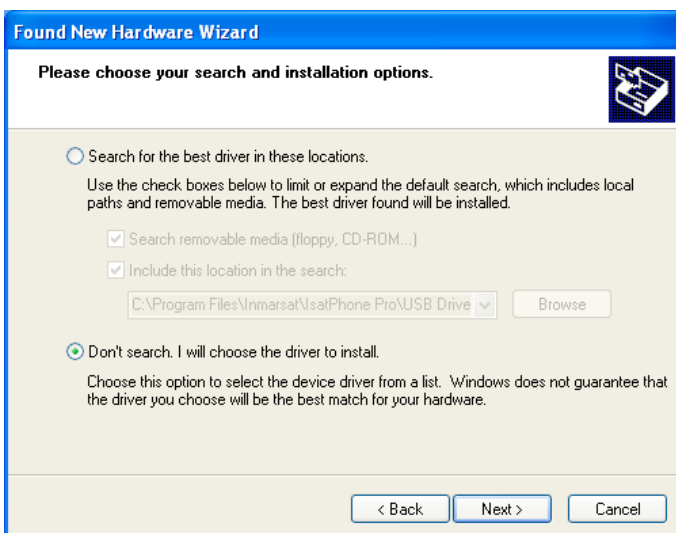 Found New Hardware Wizard
Please choose your search and installation options.
Search for the best driver in these locations.
Use the check boxes below to limit or expand the default search, which includes local
paths and removable media. The best driver found will be installed.
Search removable media (floppy, CD-ROM...)
Include this location in the search:
C:\Program Files\Inmarsat\IsatPhone Pro\USB Drive
Browse
Don't search. I will choose the driver to install.
Choose this option to select the device driver from a list. Windows does not guarantee that
the driver you choose will be the best match for your hardware.
< Back Next > Cancel